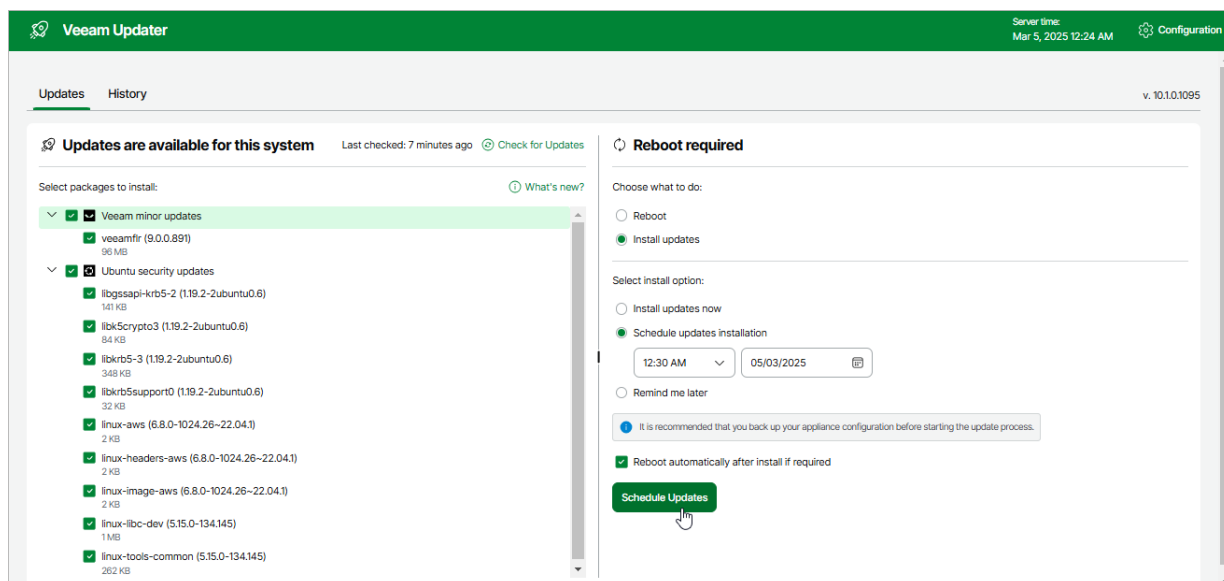 Veeam Updater
Server time:
Mar 5, 2025 12:24 AM
Configuration
Updates
History
v. 10.1.0.1095
Updates are available for this system
Last checked: 7 minutes ago
Check for Updates
Select packages to install:
What's new?
Veeam minor updates
veeamflr (9.0.0.891)
96 MB
Ubuntu security updates
libgssapi-krb5-2 (1.19.2-2ubuntu0.6)
141 KB
libk5crypto3 (1.19.2-2ubuntu0.6)
84 KB
libkrb5-3 (1.19.2-2ubuntu0.6)
348 KB
libkrb5support0 (1.19.2-2ubuntu0.6)
32 KB
linux-aws (6.8.0-1024.26~22.04.1)
2 KB
linux-headers-aws (6.8.0-1024.26~22.04.1)
2 KB
linux-image-aws (6.8.0-1024.26~22.04.1)
2 KB
linux-libc-dev (5.15.0-134.145)
1 MB
linux-tools-common (5.15.0-134.145)
262 KB
Reboot required
Choose what to do:
Reboot
Install updates
Select install option:
Install updates now
Schedule updates installation
12:30 AM
05/03/2025
Remind me later
It is recommended that you back up your appliance configuration before starting the update process.
Reboot automatically after install if required
Schedule Updates